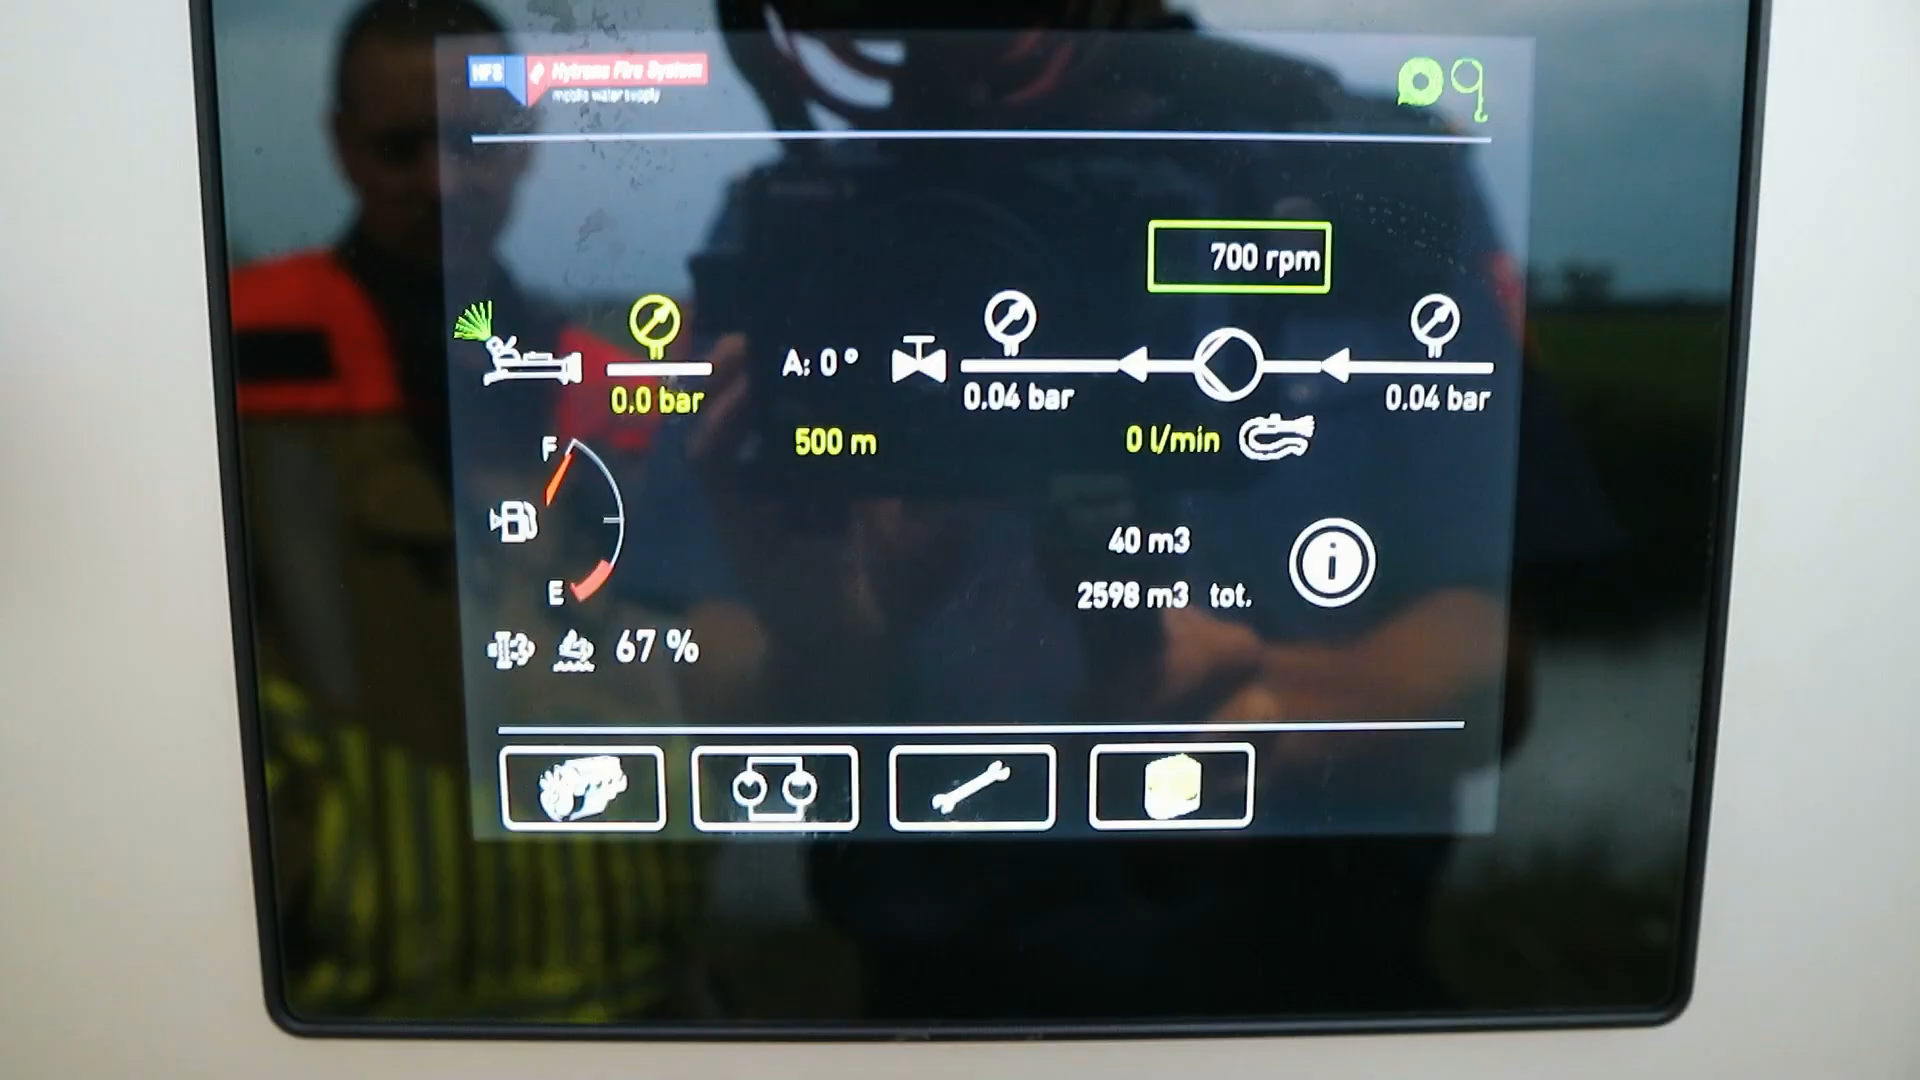 HFS
Hytrans Fire System
mobile water supply
700 rpm
A: 0°
0.0 bar
0.04 bar
0.04 bar
500 m
0 l/min
F
40 m3
E
2598 m3 tot.
67 %
i